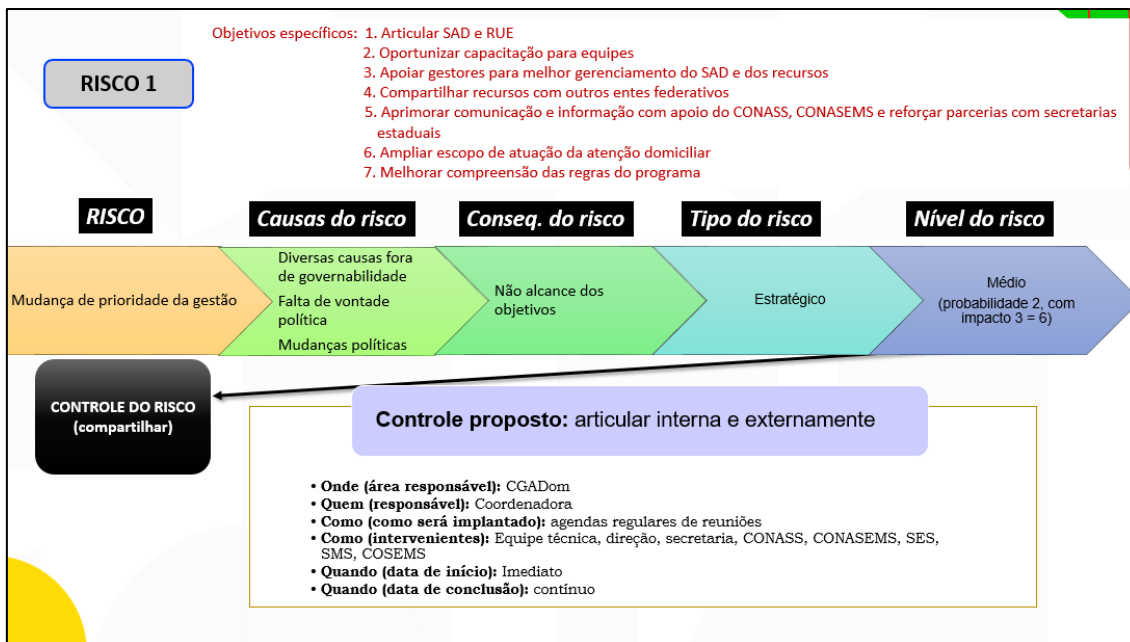 RISCO 1
Objetivos específicos: 1. Articular SAD e RUE
2. Oportunizar capacitação para equipes
3. Apoiar gestores para melhor gerenciamento do SAD e dos recursos
4. Compartilhar recursos com outros entes federativos
5. Aprimorar comunicação e informação com apoio do CONASS, CONASEMS e reforçar parcerias com secretarias
estaduais
6. Ampliar escopo de atuação da atenção domiciliar
7. Melhorar compreensão das regras do programa
RISCO
Causas do risco
Conseq. do risco
Tipo do risco
Nível do risco
Mudança de prioridade da gestão
Diversas causas fora
de governabilidade
Falta de vontade
política
Mudanças políticas
Não alcance dos
objetivos
Estratégico
Médio
(probabilidade 2, com
impacto 3 = 6)
CONTROLE DO RISCO
(compartilhar)
Controle proposto: articular interna e externamente
• Onde (área responsável): CGADom
• Quem (responsável): Coordenadora
• Como (como será implantado): agendas regulares de reuniões
• Como (intervenientes): Equipe técnica, direção, secretaria, CONASS, CONASEMS, SES,
SMS, COSEMS
• Quando (data de início): Imediato
• Quando (data de conclusão): contínuo